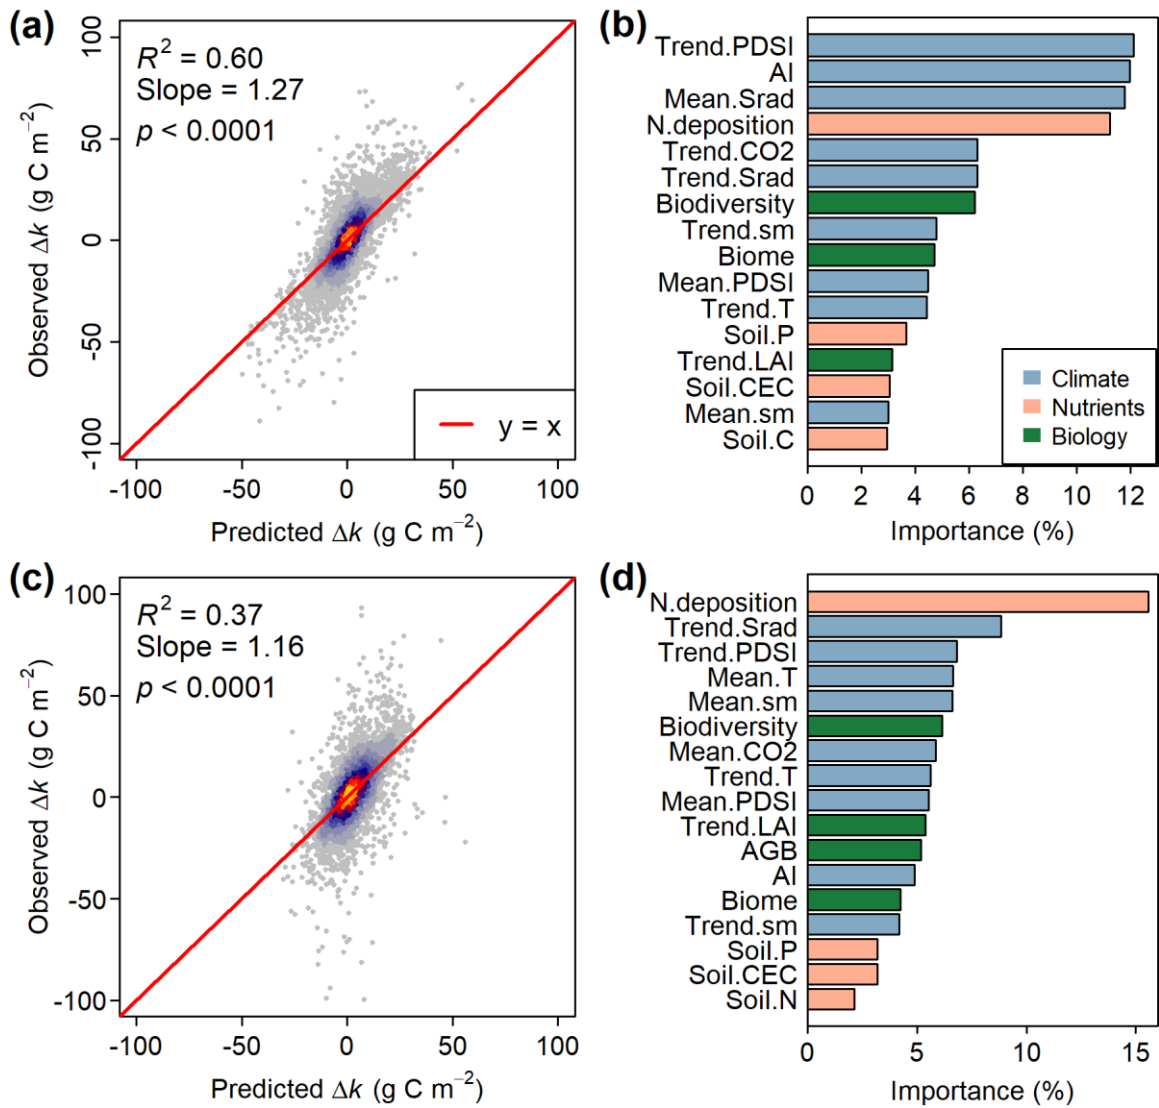 (a)
R² = 0.60
Slope = 1.27
p < 0.0001
100
50
0
-50
-100
Observed Δk (g C m⁻²)
y = x
-100 -50 0 50 100
Predicted Δk (g C m⁻²)
(b)
Trend.PDSI
AI
Mean.Srad
N.deposition
Trend.CO2
Trend.Srad
Biodiversity
Trend.sm
Biome
Mean.PDSI
Trend.T
Soil.P
Trend.LAI
Soil.CEC
Mean.sm
Soil.C
Climate
Nutrients
Biology
0 2 4 6 8 10 12
Importance (%)
(c)
R² = 0.37
Slope = 1.16
p < 0.0001
100
50
0
-50
-100
Observed Δk (g C m⁻²)
-100 -50 0 50 100
Predicted Δk (g C m⁻²)
(d)
N.deposition
Trend.Srad
Trend.PDSI
Mean.T
Mean.sm
Biodiversity
Mean.CO2
Trend.T
Mean.PDSI
Trend.LAI
AGB
AI
Biome
Trend.sm
Soil.P
Soil.CEC
Soil.N
0 5 10 15
Importance (%)